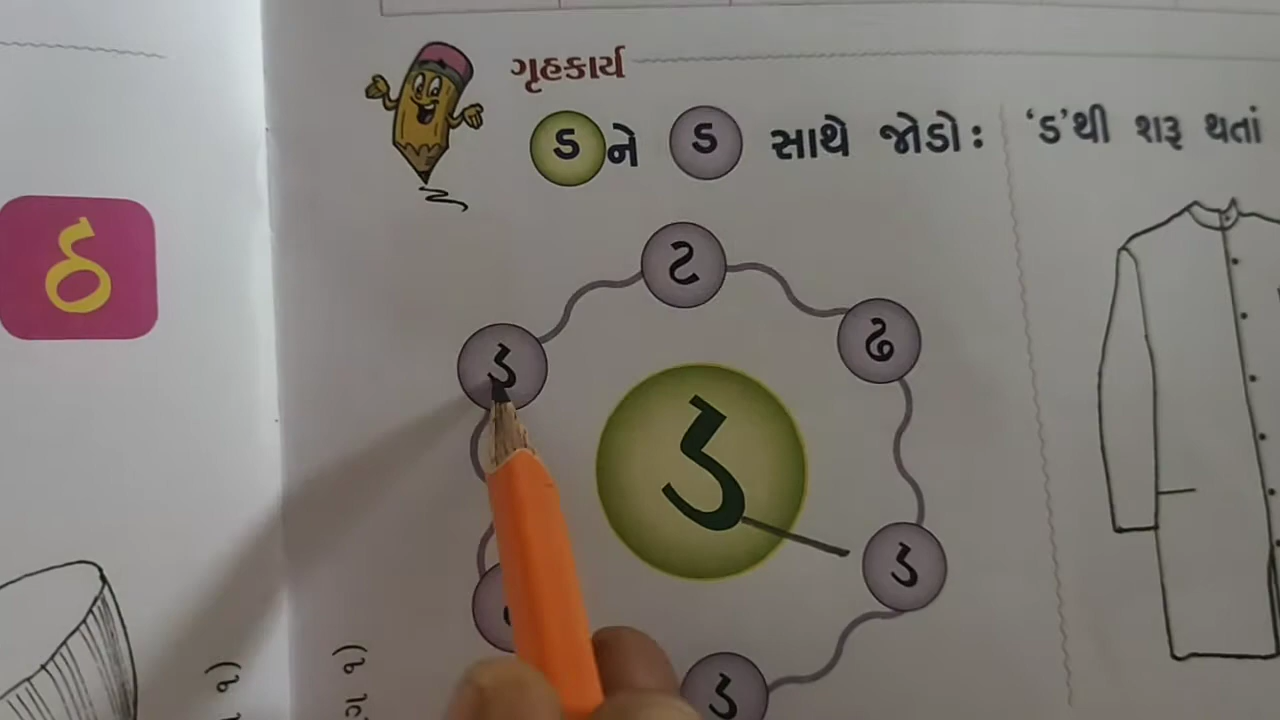 ગૃહકાર્ય
ડ ને ડ સાથે જોડો :
'ડ'થી શરૂ થતાં
ઠ
ટ
ઢ
ડ
ડ
ડ
ડ